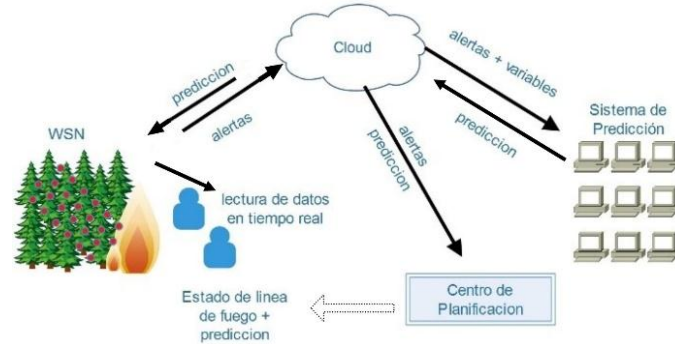 Cloud
prediccion
alertas
alertas + variables
prediccion
alertas
prediccion
Sistema de
Predicción
WSN
lectura de datos
en tiempo real
Centro de
Planificacion
Estado de linea
de fuego +
prediccion